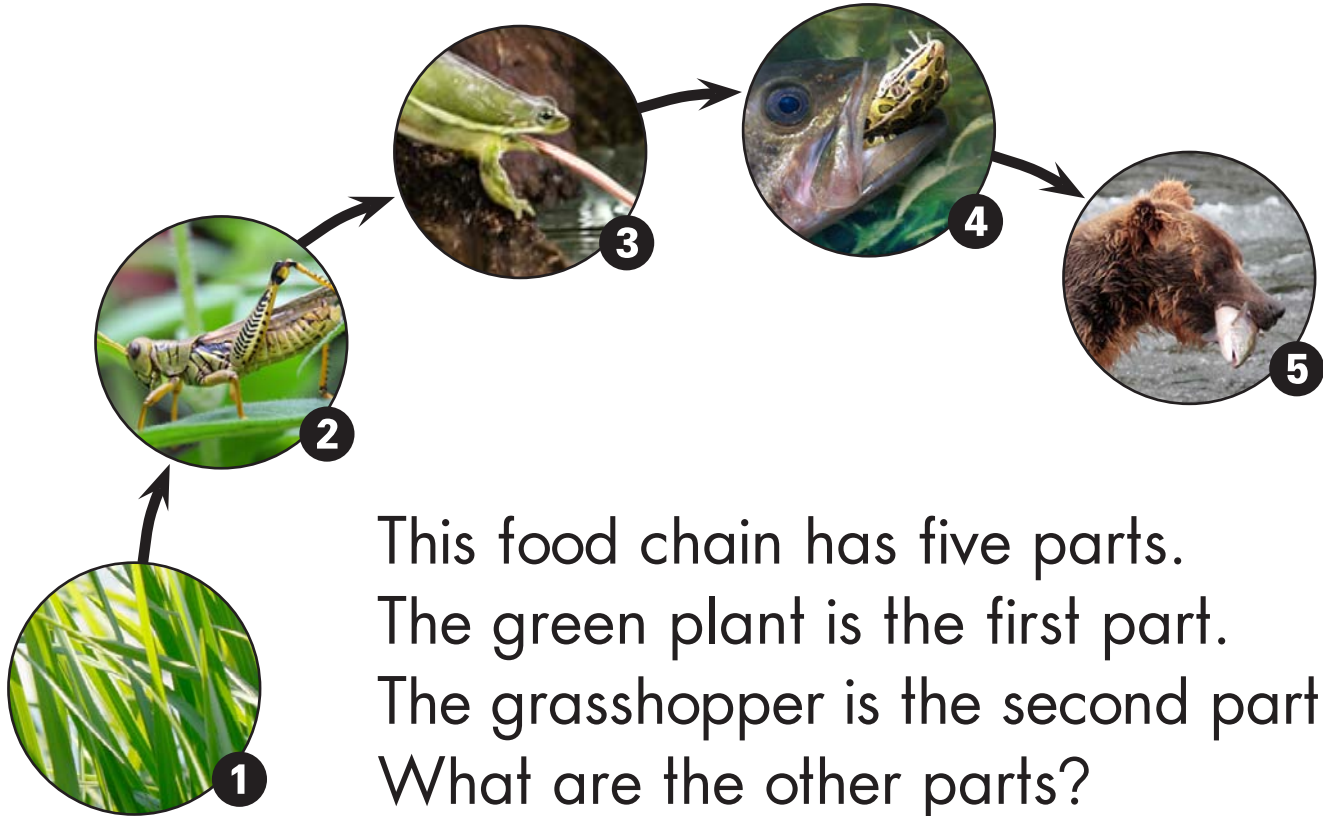 3
4
5
2
1
This food chain has five parts.
The green plant is the first part.
The grasshopper is the second part
What are the other parts?